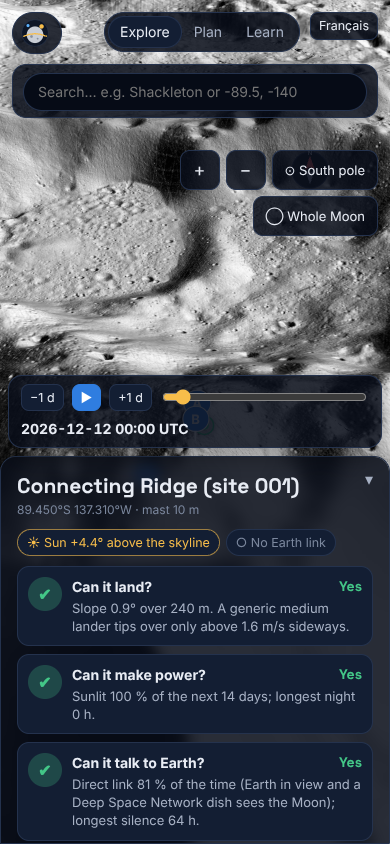 Explore Plan Learn Français
Search... e.g. Shackleton or -89.5, -140
+ − ⊙ South pole
◯ Whole Moon
−1 d ▶ +1 d
2026-12-12 00:00 UTC
Connecting Ridge (site 001) ▼
89.450°S 137.310°W · mast 10 m
☀ Sun +4.4° above the skyline ○ No Earth link
✔ Can it land? Yes
Slope 0.9° over 240 m. A generic medium
lander tips over only above 1.6 m/s sideways.
✔ Can it make power? Yes
Sunlit 100 % of the next 14 days; longest night
0 h.
✔ Can it talk to Earth? Yes
Direct link 81 % of the time (Earth in view and a
Deep Space Network dish sees the Moon);
longest silence 64 h.